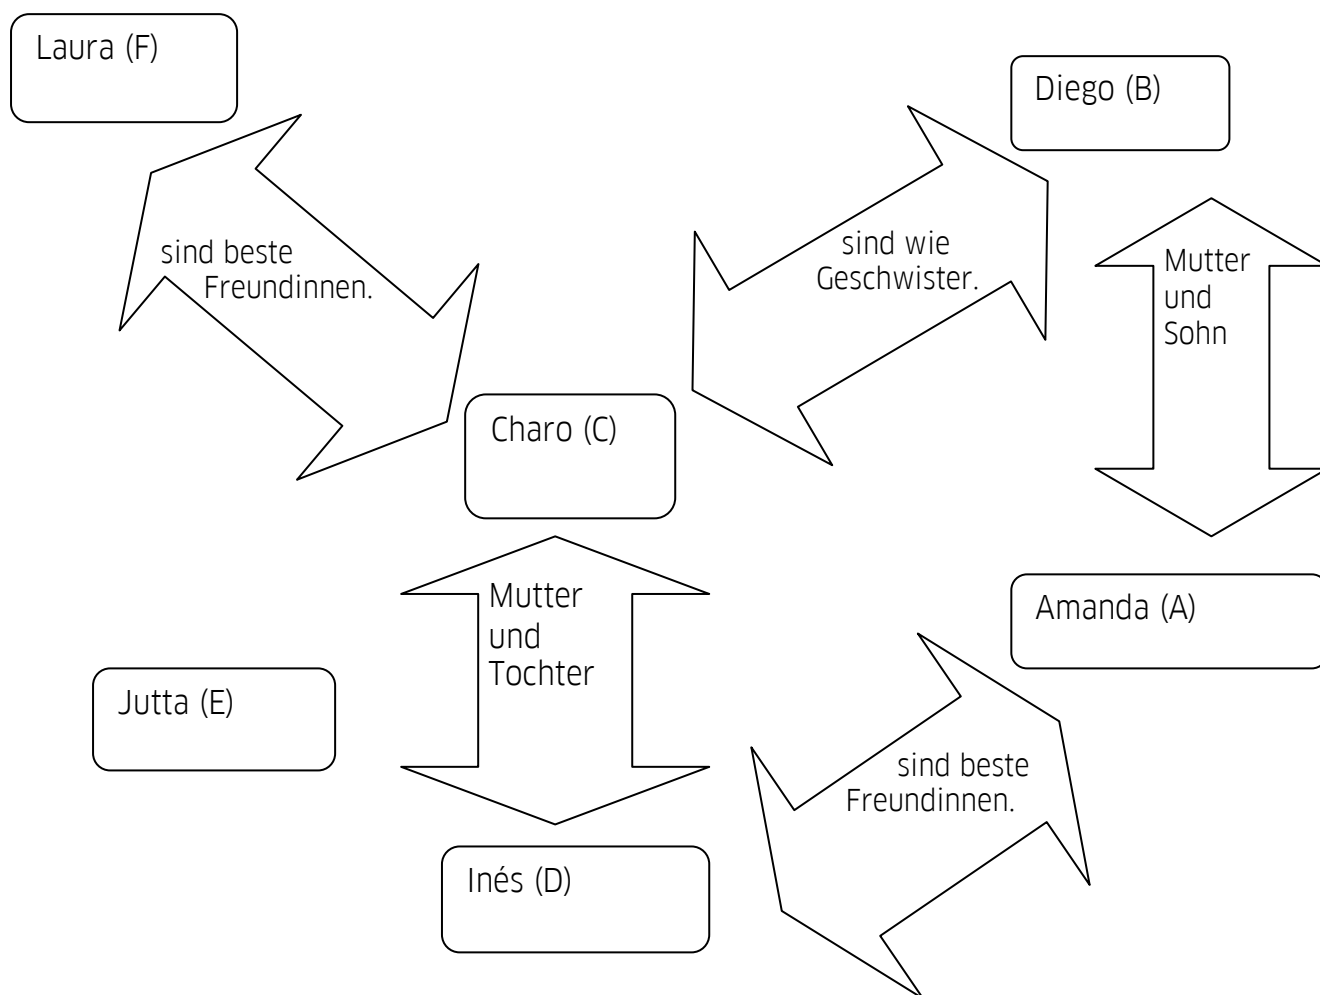 Laura (F)
Diego (B)
sind beste
Freundinnen.
sind wie
Geschwister.
Mutter
und
Sohn
Charo (C)
Mutter
und
Tochter
Amanda (A)
Jutta (E)
sind beste
Freundinnen.
Inés (D)